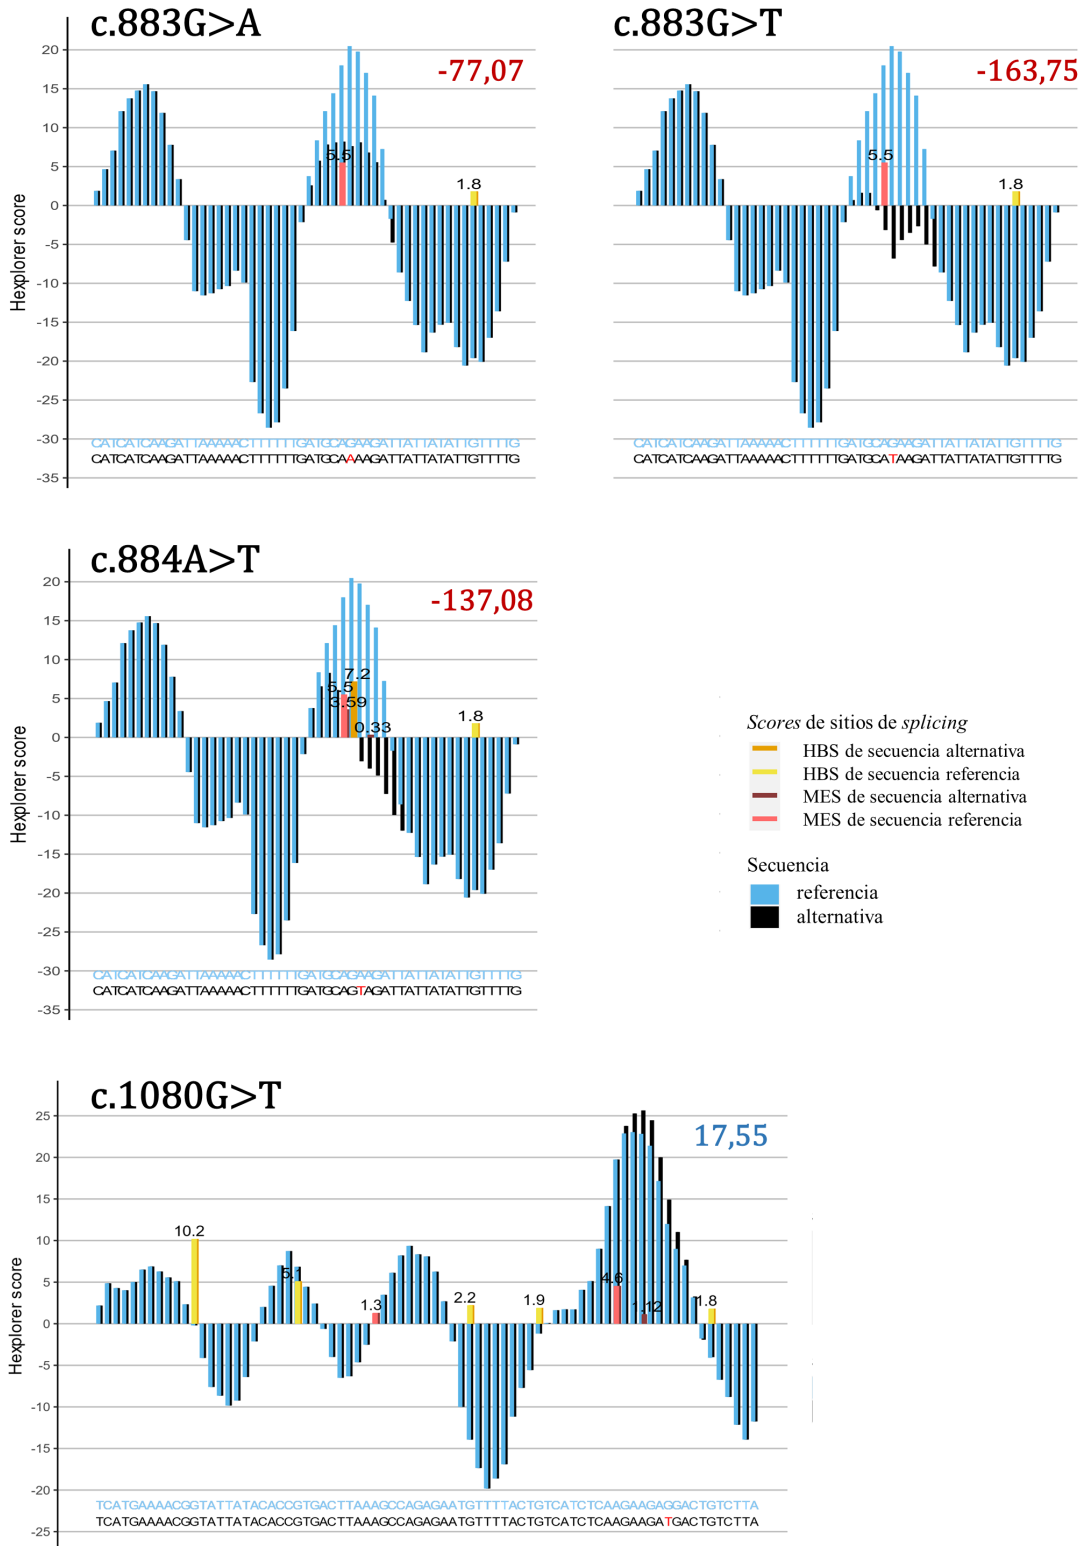 c.883G>A
-77,07
Hexplorer score
20
15
10
5
0
-5
-10
-15
-20
-25
-30
-35
5.5
1.8
CATCATCAAGATTAAAAACTTTTTTGATGCAGAAGATTATTATATTGTTTTG
CATCATCAAGATTAAAAACTTTTTTGATGCAAAAGATTATTATATTGTTTTG
c.883G>T
-163,75
5.5
1.8
CATCATCAAGATTAAAAACTTTTTTGATGCAGAAGATTATTATATTGTTTTG
CATCATCAAGATTAAAAACTTTTTTGATGCATAAGATTATTATATTGTTTTG
c.884A>T
-137,08
Hexplorer score
20
15
10
5
0
-5
-10
-15
-20
-25
-30
-35
7.2
5.5
3.59
0.33
1.8
CATCATCAAGATTAAAAACTTTTTTGATGCAGAAGATTATTATATTGTTTTG
CATCATCAAGATTAAAAACTTTTTTGATGCAGTAGATTATTATATTGTTTTG
Scores de sitios de splicing
HBS de secuencia alternativa
HBS de secuencia referencia
MES de secuencia alternativa
MES de secuencia referencia
Secuencia
referencia
alternativa
c.1080G>T
17,55
Hexplorer score
25
20
15
10
5
0
-5
-10
-15
-20
-25
10.2
5.1
1.3
2.2
1.9
4.6
1.12
1.8
TCATGAAAACGGTATTATACACCGTGACTTAAAGCCAGAGAATGTTTTACTGTCATCTCAAGAAGAGGACTGTCTTA
TCATGAAAACGGTATTATACACCGTGACTTAAAGCCAGAGAATGTTTTACTGTCATCTCAAGAAGATGACTGTCTTA